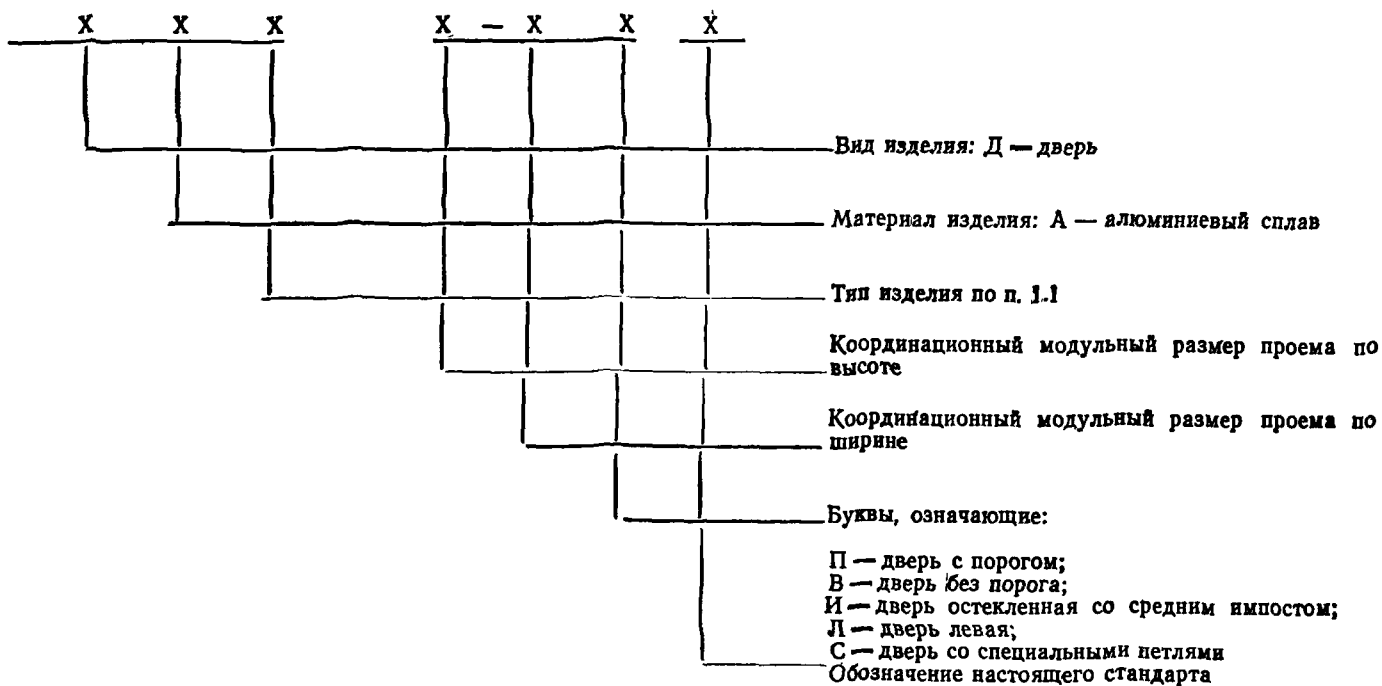 X X X X – X X X
Вид изделия: Д — дверь
Материал изделия: А — алюминиевый сплав
Тип изделия по п. 1.1
Координационный модульный размер проема по
высоте
Координационный модульный размер проема по
ширине
Буквы, означающие:
П — дверь с порогом;
В — дверь без порога;
И — дверь остекленная со средним импостом;
Л — дверь левая;
С — дверь со специальными петлями
Обозначение настоящего стандарта